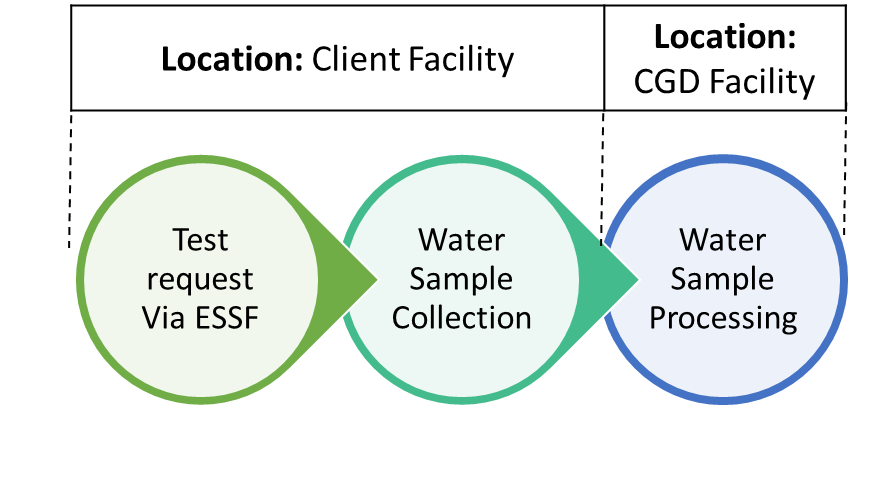 Location: Client Facility
Location:
CGD Facility
Test
request
Via ESSF
Water
Sample
Collection
Water
Sample
Processing